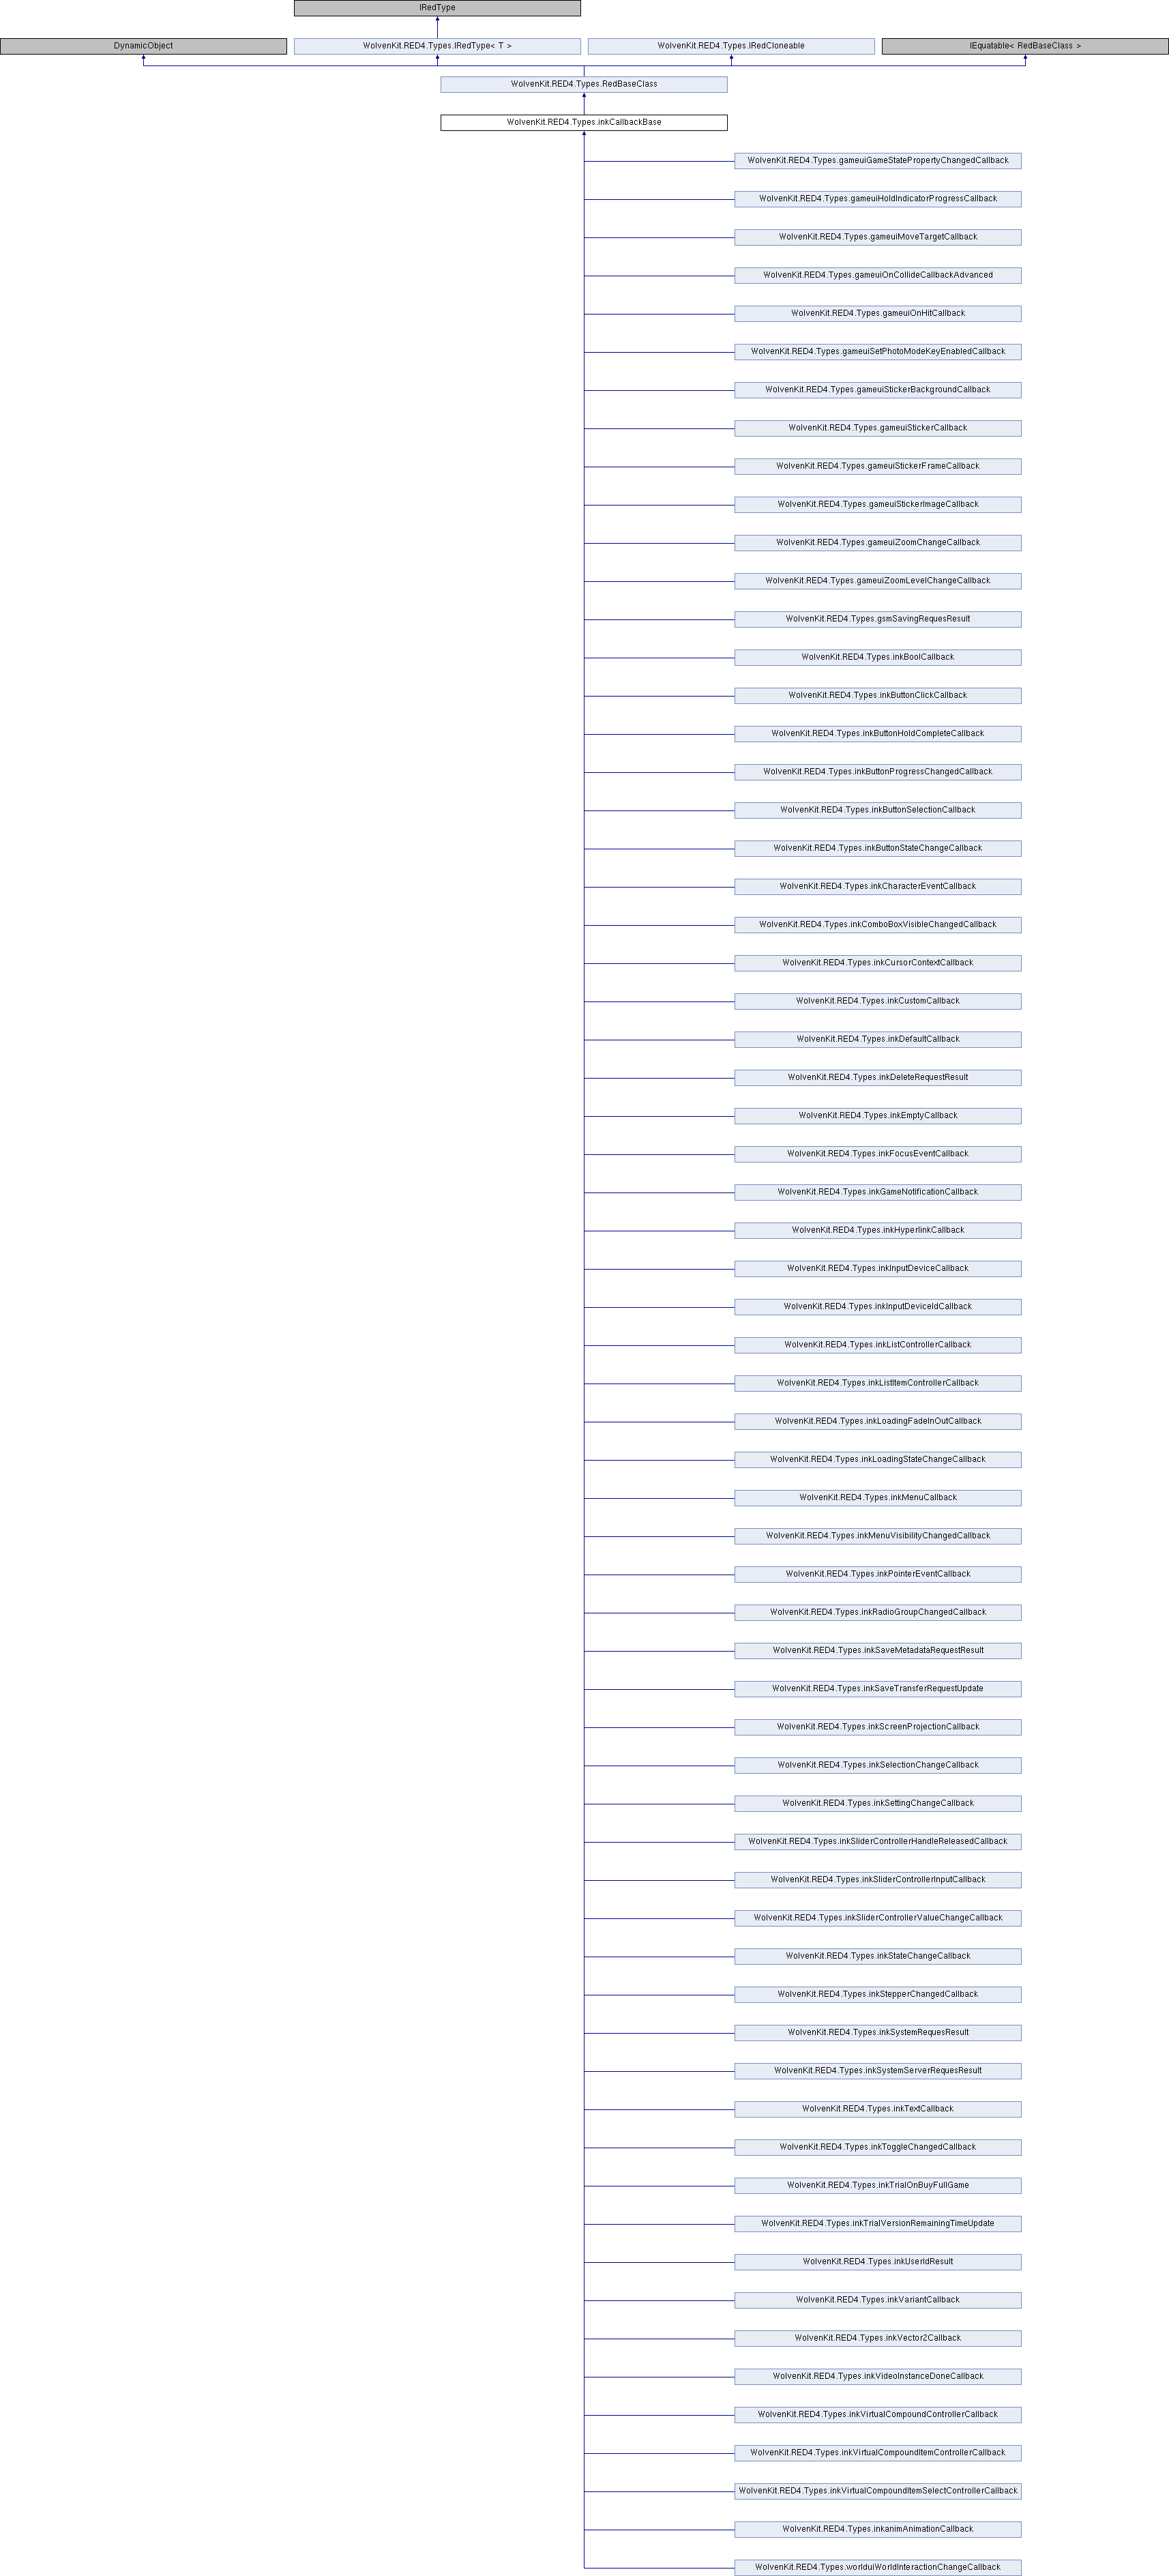 IRedType
DynamicObject
WolvenKit.RED4.Types.IRedType< T >
WolvenKit.RED4.Types.IRedCloneable
IEquatable< RedBaseClass >
WolvenKit.RED4.Types.RedBaseClass
WolvenKit.RED4.Types.inkCallbackBase
WolvenKit.RED4.Types.gameuiGameStatePropertyChangedCallback
WolvenKit.RED4.Types.gameuiHoldIndicatorProgressCallback
WolvenKit.RED4.Types.gameuiMoveTargetCallback
WolvenKit.RED4.Types.gameuiOnCollideCallbackAdvanced
WolvenKit.RED4.Types.gameuiOnHitCallback
WolvenKit.RED4.Types.gameuiSetPhotoModeKeyEnabledCallback
WolvenKit.RED4.Types.gameuiStickerBackgroundCallback
WolvenKit.RED4.Types.gameuiStickerCallback
WolvenKit.RED4.Types.gameuiStickerFrameCallback
WolvenKit.RED4.Types.gameuiStickerImageCallback
WolvenKit.RED4.Types.gameuiZoomChangeCallback
WolvenKit.RED4.Types.gameuiZoomLevelChangeCallback
WolvenKit.RED4.Types.gsmSavingRequesResult
WolvenKit.RED4.Types.inkBoolCallback
WolvenKit.RED4.Types.inkButtonClickCallback
WolvenKit.RED4.Types.inkButtonHoldCompleteCallback
WolvenKit.RED4.Types.inkButtonProgressChangedCallback
WolvenKit.RED4.Types.inkButtonSelectionCallback
WolvenKit.RED4.Types.inkButtonStateChangeCallback
WolvenKit.RED4.Types.inkCharacterEventCallback
WolvenKit.RED4.Types.inkComboBoxVisibleChangedCallback
WolvenKit.RED4.Types.inkCursorContextCallback
WolvenKit.RED4.Types.inkCustomCallback
WolvenKit.RED4.Types.inkDefaultCallback
WolvenKit.RED4.Types.inkDeleteRequestResult
WolvenKit.RED4.Types.inkEmptyCallback
WolvenKit.RED4.Types.inkFocusEventCallback
WolvenKit.RED4.Types.inkGameNotificationCallback
WolvenKit.RED4.Types.inkHyperlinkCallback
WolvenKit.RED4.Types.inkInputDeviceCallback
WolvenKit.RED4.Types.inkInputDeviceIdCallback
WolvenKit.RED4.Types.inkListControllerCallback
WolvenKit.RED4.Types.inkListItemControllerCallback
WolvenKit.RED4.Types.inkLoadingFadeInOutCallback
WolvenKit.RED4.Types.inkLoadingStateChangeCallback
WolvenKit.RED4.Types.inkMenuCallback
WolvenKit.RED4.Types.inkMenuVisibilityChangedCallback
WolvenKit.RED4.Types.inkPointerEventCallback
WolvenKit.RED4.Types.inkRadioGroupChangedCallback
WolvenKit.RED4.Types.inkSaveMetadataRequestResult
WolvenKit.RED4.Types.inkSaveTransferRequestUpdate
WolvenKit.RED4.Types.inkScreenProjectionCallback
WolvenKit.RED4.Types.inkSelectionChangeCallback
WolvenKit.RED4.Types.inkSettingChangeCallback
WolvenKit.RED4.Types.inkSliderControllerHandleReleasedCallback
WolvenKit.RED4.Types.inkSliderControllerInputCallback
WolvenKit.RED4.Types.inkSliderControllerValueChangeCallback
WolvenKit.RED4.Types.inkStateChangeCallback
WolvenKit.RED4.Types.inkStepperChangedCallback
WolvenKit.RED4.Types.inkSystemRequesResult
WolvenKit.RED4.Types.inkSystemServerRequesResult
WolvenKit.RED4.Types.inkTextCallback
WolvenKit.RED4.Types.inkToggleChangedCallback
WolvenKit.RED4.Types.inkTrialOnBuyFullGame
WolvenKit.RED4.Types.inkTrialVersionRemainingTimeUpdate
WolvenKit.RED4.Types.inkUserIdResult
WolvenKit.RED4.Types.inkVariantCallback
WolvenKit.RED4.Types.inkVector2Callback
WolvenKit.RED4.Types.inkVideoInstanceDoneCallback
WolvenKit.RED4.Types.inkVirtualCompoundControllerCallback
WolvenKit.RED4.Types.inkVirtualCompoundItemControllerCallback
WolvenKit.RED4.Types.inkVirtualCompoundItemSelectControllerCallback
WolvenKit.RED4.Types.inkanimAnimationCallback
WolvenKit.RED4.Types.worlduiWorldInteractionChangeCallback